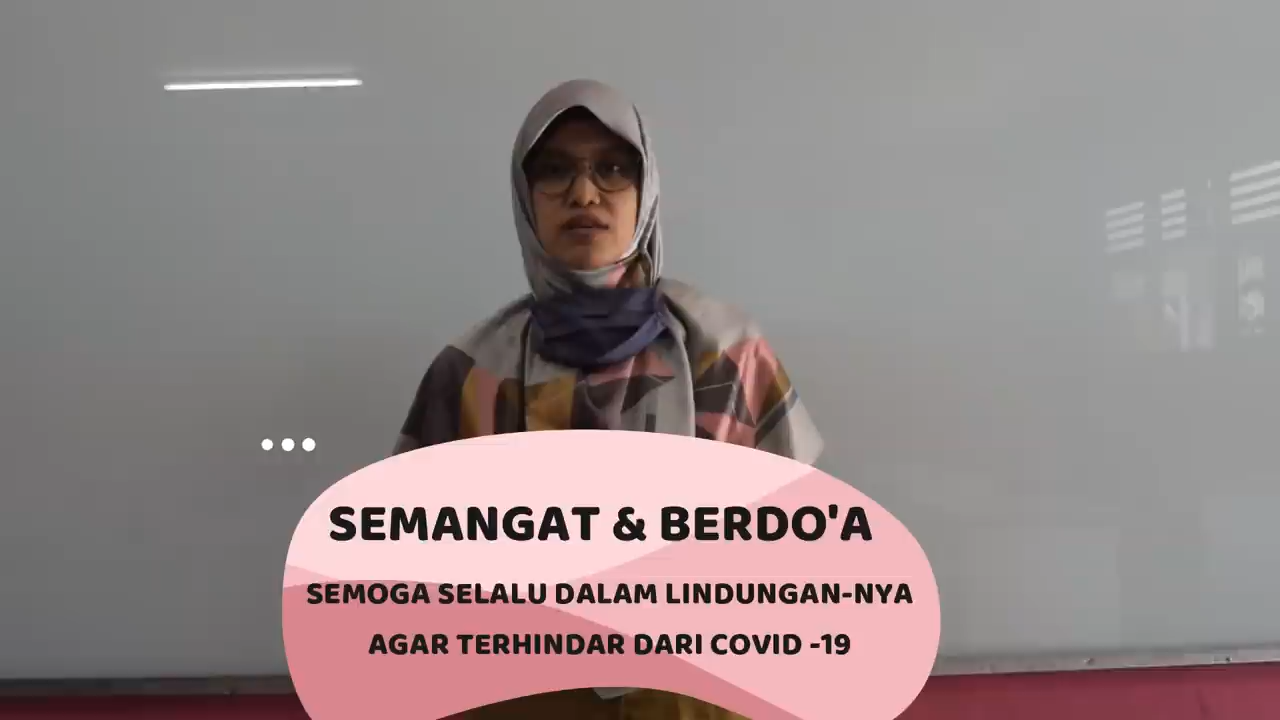 SEMANGAT & BERDO'A
SEMOGA SELALU DALAM LINDUNGAN-NYA
AGAR TERHINDAR DARI COVID -19